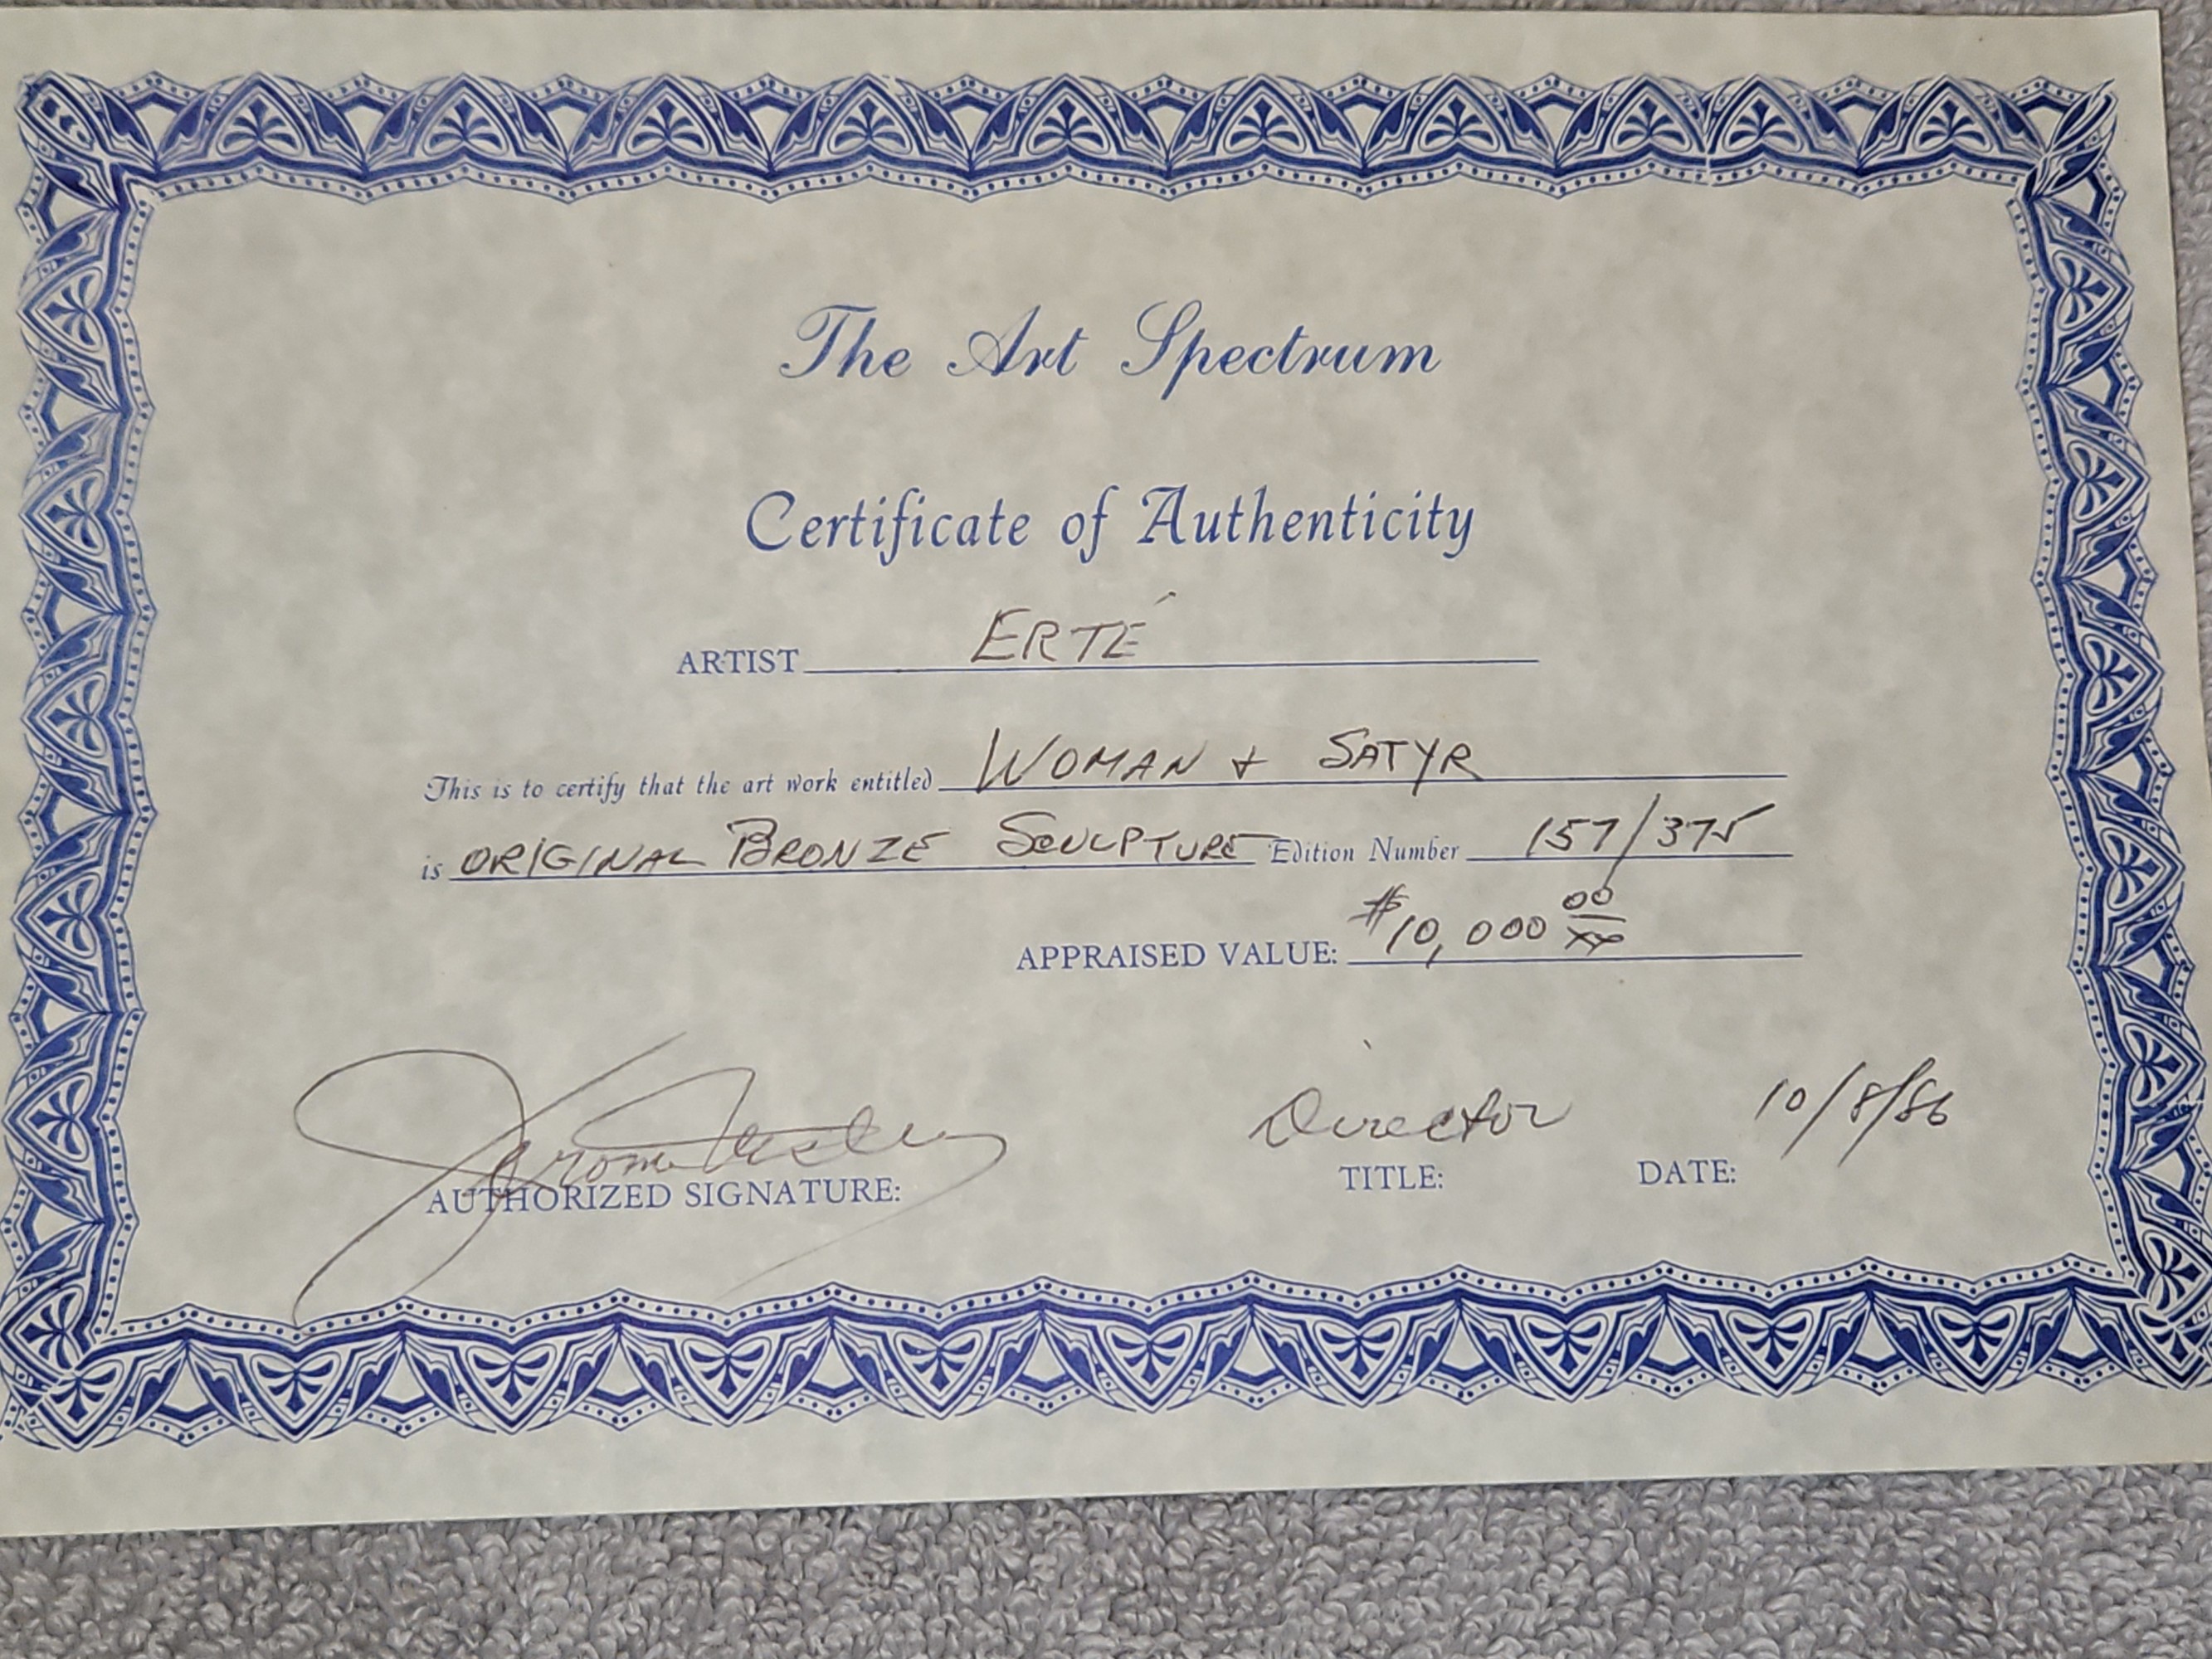 The Art Spectrum
Certificate of Authenticity
ARTIST ERTÉ
This is to certify that the art work entitled WOMAN + SATYR
is ORIGINAL BRONZE SCULPTURE Edition Number 157/375
APPRAISED VALUE: $10,000 00/xx
Director 10/8/86
AUTHORIZED SIGNATURE: TITLE: DATE: